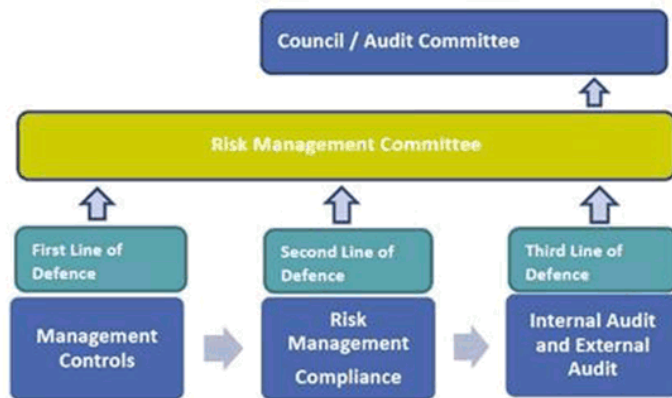 Council / Audit Committee
Risk Management Committee
First Line of
Defence
Second Line of
Defence
Third Line of
Defence
Management
Controls
Risk
Management
Compliance
Internal Audit
and External
Audit